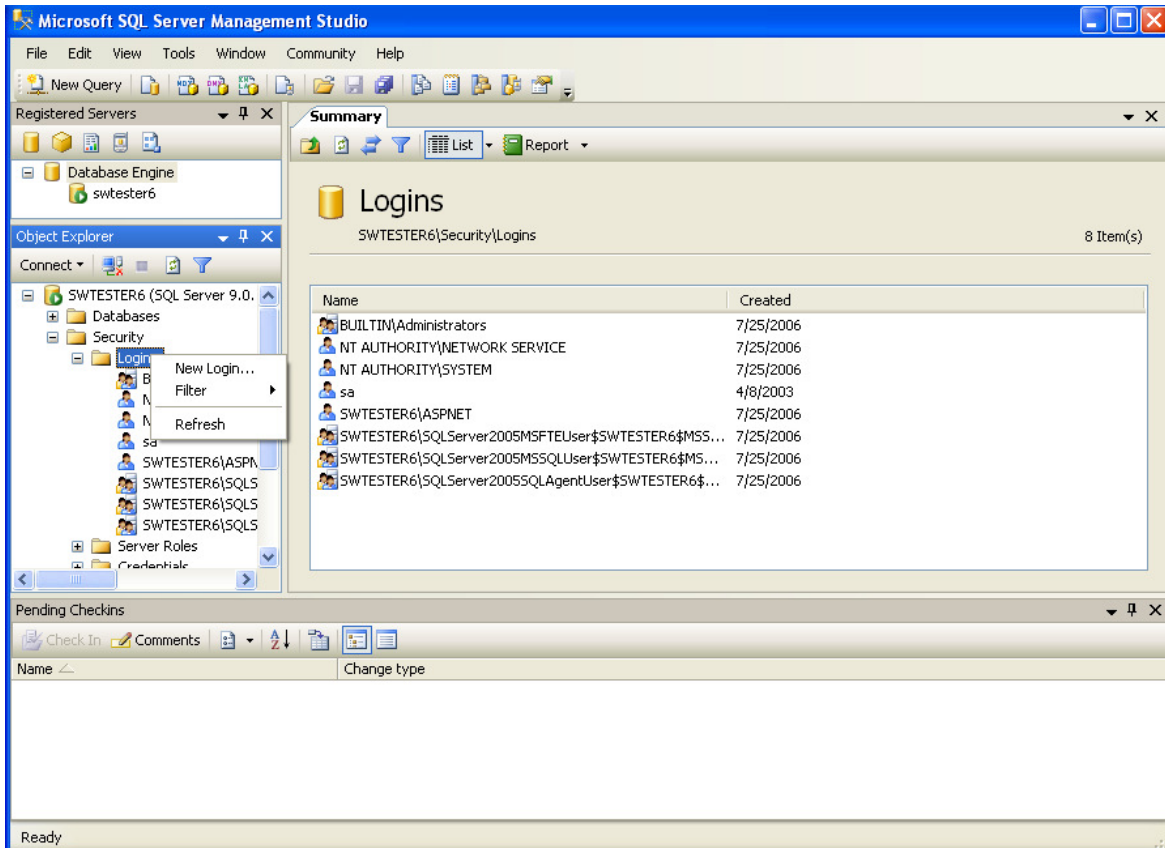 Microsoft SQL Server Management Studio
File Edit View Tools Window Community Help
New Query
Registered Servers
Database Engine
swtester6
Object Explorer
Connect
SWTESTER6 (SQL Server 9.0.
Databases
Security
Login
New Login...
Filter
Refresh
B
N
N
sa
SWTESTER6\ASPN
SWTESTER6\SQLS
SWTESTER6\SQLS
SWTESTER6\SQLS
Server Roles
Credentials
Summary
List Report
Logins
SWTESTER6\Security\Logins 8 Item(s)
Name Created
BUILTIN\Administrators 7/25/2006
NT AUTHORITY\NETWORK SERVICE 7/25/2006
NT AUTHORITY\SYSTEM 7/25/2006
sa 4/8/2003
SWTESTER6\ASPNET 7/25/2006
SWTESTER6\SQLServer2005MSFTEUser$SWTESTER6$MSS... 7/25/2006
SWTESTER6\SQLServer2005MSSQLUser$SWTESTER6$MS... 7/25/2006
SWTESTER6\SQLServer2005SQLAgentUser$SWTESTER6$... 7/25/2006
Pending Checkins
Check In Comments
Name Change type
Ready